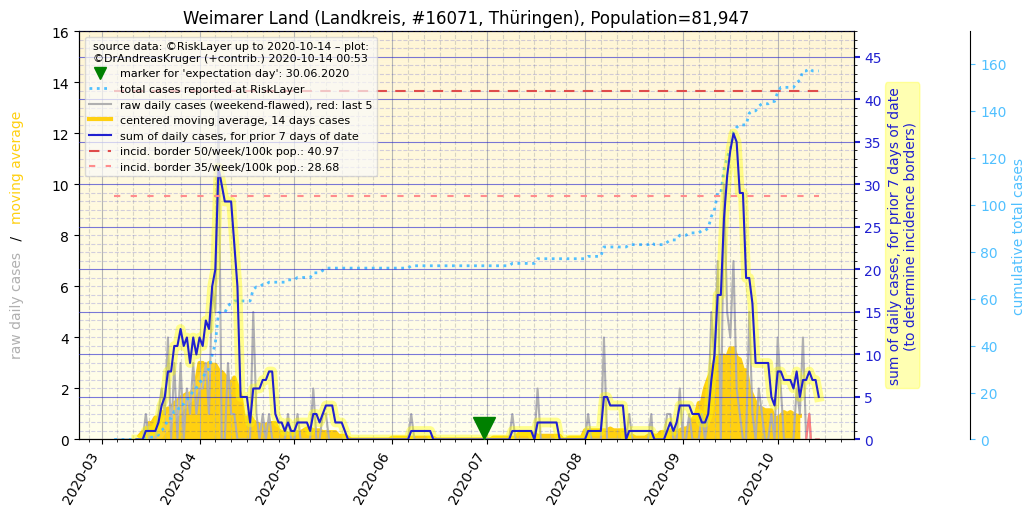 Weimarer Land (Landkreis, #16071, Thüringen), Population=81,947
source data: ©RiskLayer up to 2020-10-14 – plot:
©DrAndreasKruger (+contrib.) 2020-10-14 00:53
marker for 'expectation day': 30.06.2020
total cases reported at RiskLayer
raw daily cases (weekend-flawed), red: last 5
centered moving average, 14 days cases
sum of daily cases, for prior 7 days of date
incid. border 50/week/100k pop.: 40.97
incid. border 35/week/100k pop.: 28.68
raw daily cases / moving average
16
14
12
10
8
6
4
2
0
2020-03
2020-04
2020-05
2020-06
2020-07
2020-08
2020-09
2020-10
45
40
35
30
25
20
15
10
5
0
sum of daily cases, for prior 7 days of date
(to determine, incidence borders)
160
140
120
100
80
60
40
20
0
cumulative total cases